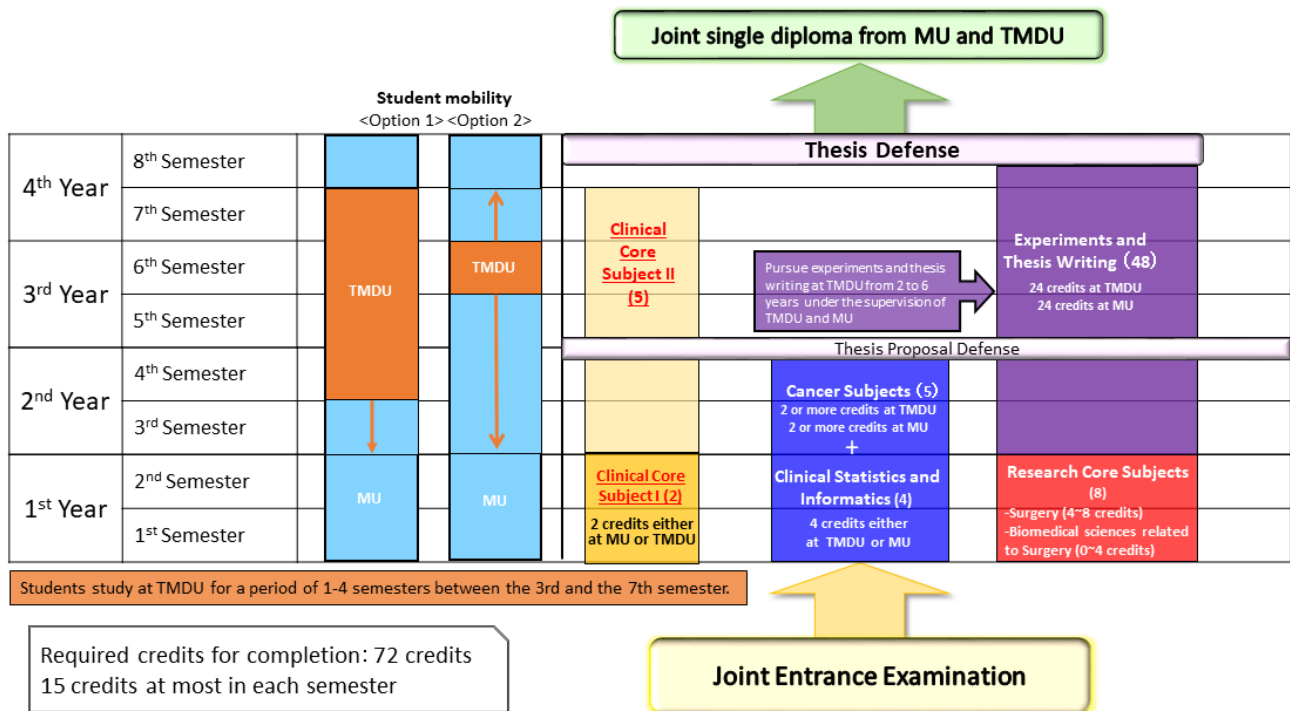 Joint single diploma from MU and TMDU
Student mobility
<Option 1> <Option 2>
4th Year
8th Semester
7th Semester
3rd Year
6th Semester
5th Semester
2nd Year
4th Semester
3rd Semester
1st Year
2nd Semester
1st Semester
TMDU
MU
TMDU
MU
Thesis Defense
Clinical
Core
Subject II
(5)
Pursue experiments and thesis
writing at TMDU from 2 to 6
years under the supervision of
TMDU and MU
Experiments and
Thesis Writing (48)
24 credits at TMDU
24 credits at MU
Thesis Proposal Defense
Cancer Subjects (5)
2 or more credits at TMDU
2 or more credits at MU
+
Clinical Statistics and
Informatics (4)
4 credits either
at TMDU or MU
Clinical Core
Subject I (2)
2 credits either
at MU or TMDU
Research Core Subjects
(8)
-Surgery (4~8 credits)
-Biomedical sciences related
to Surgery (0~4 credits)
Students study at TMDU for a period of 1-4 semesters between the 3rd and the 7th semester.
Required credits for completion: 72 credits
15 credits at most in each semester
Joint Entrance Examination